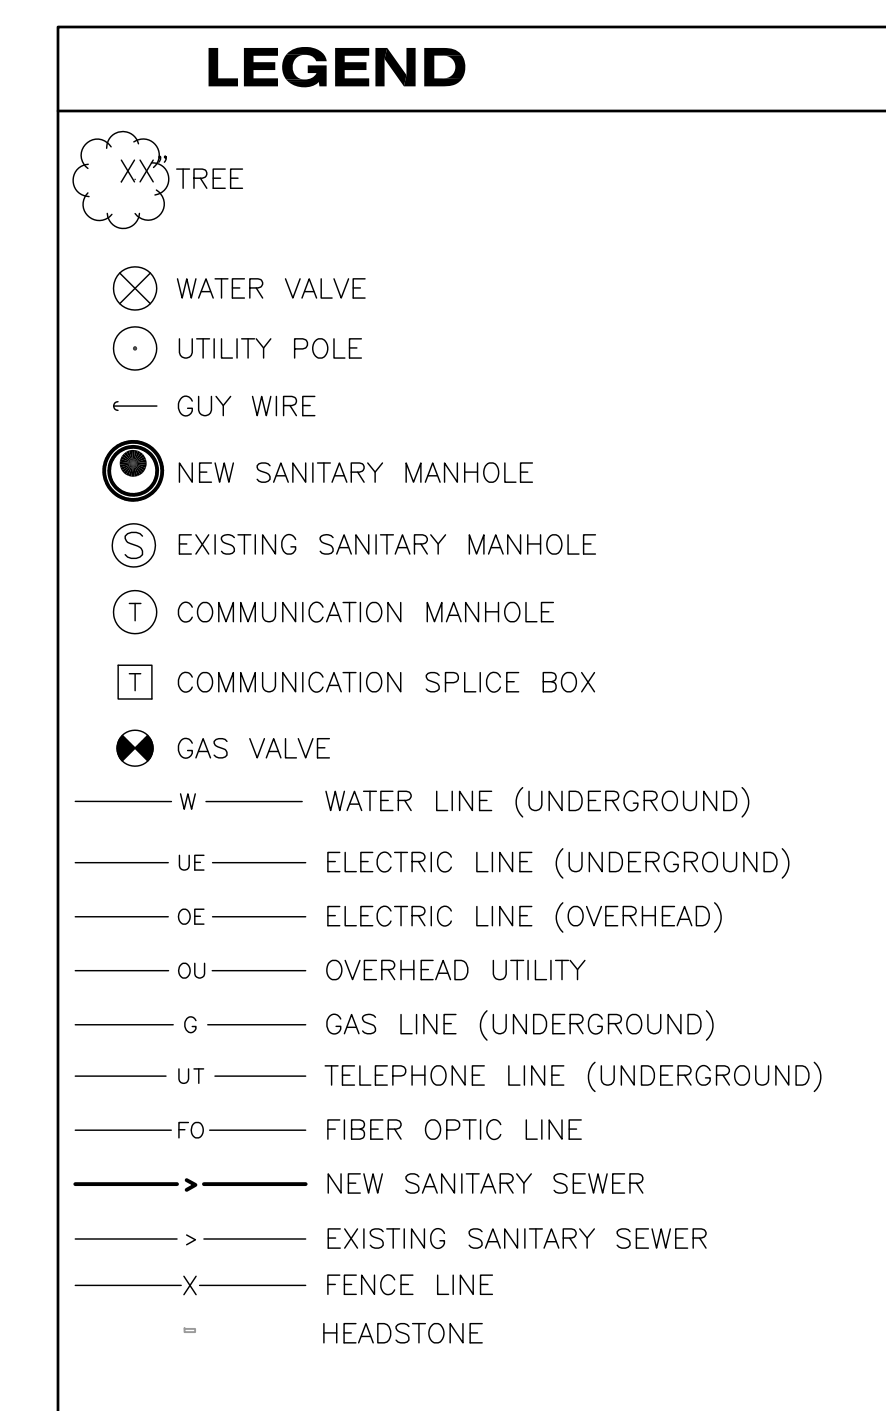 LEGEND
XX" TREE
WATER VALVE
UTILITY POLE
GUY WIRE
NEW SANITARY MANHOLE
S EXISTING SANITARY MANHOLE
T COMMUNICATION MANHOLE
T COMMUNICATION SPLICE BOX
GAS VALVE
W WATER LINE (UNDERGROUND)
UE ELECTRIC LINE (UNDERGROUND)
OE ELECTRIC LINE (OVERHEAD)
OU OVERHEAD UTILITY
G GAS LINE (UNDERGROUND)
UT TELEPHONE LINE (UNDERGROUND)
FO FIBER OPTIC LINE
> NEW SANITARY SEWER
> EXISTING SANITARY SEWER
X FENCE LINE
HEADSTONE